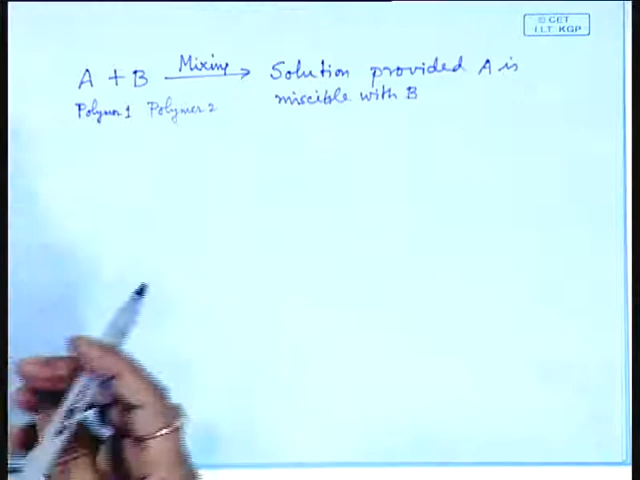 © CET
I.I.T. KGP
A + B Mixing → Solution provided A is
Polymer 1 Polymer 2 miscible with B